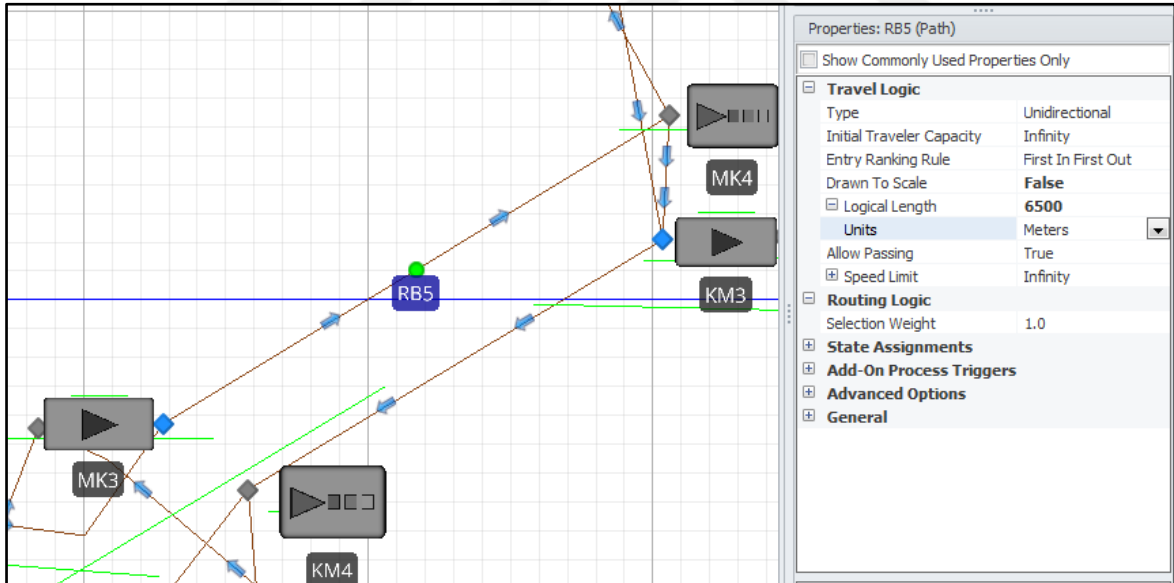 MK4
RB5
KM3
MK3
KM4
Properties: RB5 (Path)
Show Commonly Used Properties Only
Travel Logic
Type Unidirectional
Initial Traveler Capacity Infinity
Entry Ranking Rule First In First Out
Drawn To Scale False
Logical Length 6500
Units Meters
Allow Passing True
Speed Limit Infinity
Routing Logic
Selection Weight 1.0
State Assignments
Add-On Process Triggers
Advanced Options
General